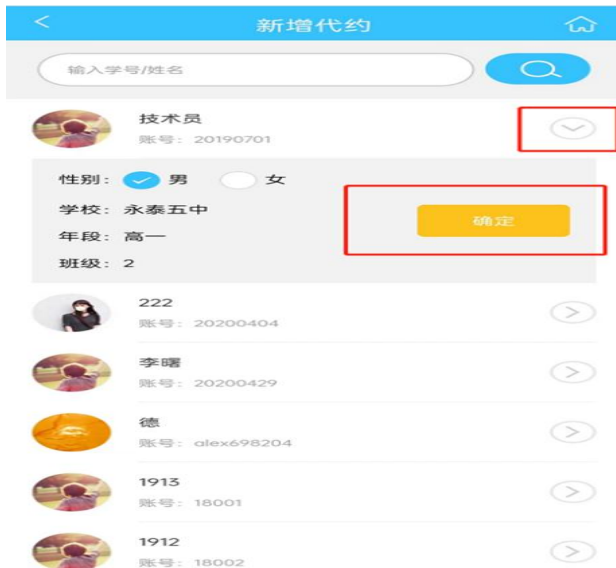 新增代约
输入学号/姓名
技术员
账号: 20190701
性别: 男 女
学校: 永泰五中
确定
年段: 高一
班级: 2
222
账号: 20200404
李曙
账号: 20200429
德
账号: alex698204
1913
账号: 18001
1912
账号: 18002